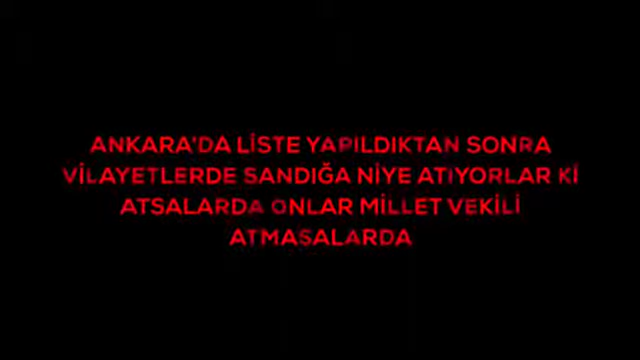 ANKARA'DA LİSTE YAPILDIKTAN SONRA
VİLAYETLERDE SANDIĞA NİYE ATIYORLAR Kİ
ATSALARDA ONLAR MİLLET VEKİLİ
ATMASALARDA